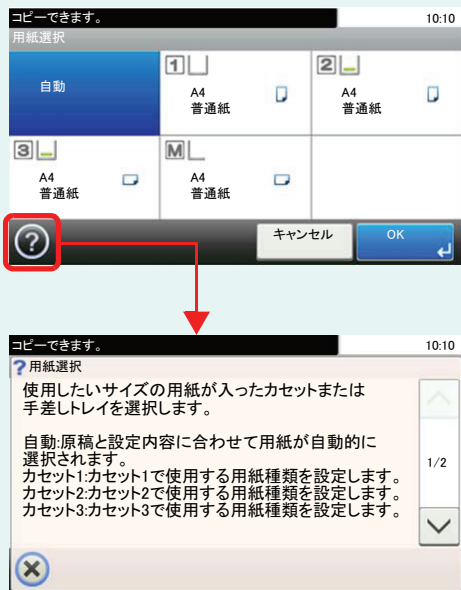 コピーできます。 10:10
用紙選択
自動
1 A4 普通紙
2 A4 普通紙
3 A4 普通紙
M A4 普通紙
? キャンセル OK
コピーできます。 10:10
?用紙選択
使用したいサイズの用紙が入ったカセットまたは
手差しトレイを選択します。
自動:原稿と設定内容に合わせて用紙が自動的に
選択されます。
カセット1:カセット1で使用する用紙種類を設定します。
カセット2:カセット2で使用する用紙種類を設定します。
カセット3:カセット3で使用する用紙種類を設定します。
1/2